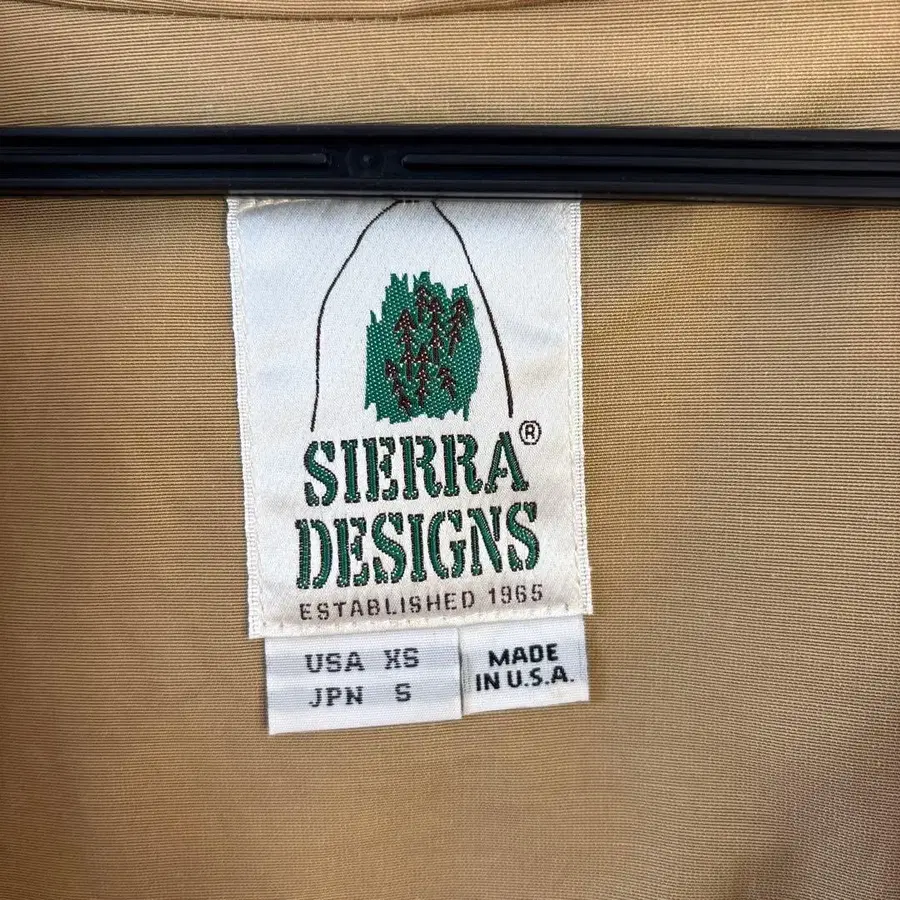 SIERRA®
DESIGNS
ESTABLISHED 1965
USA XS
JPN S
MADE
IN U.S.A.